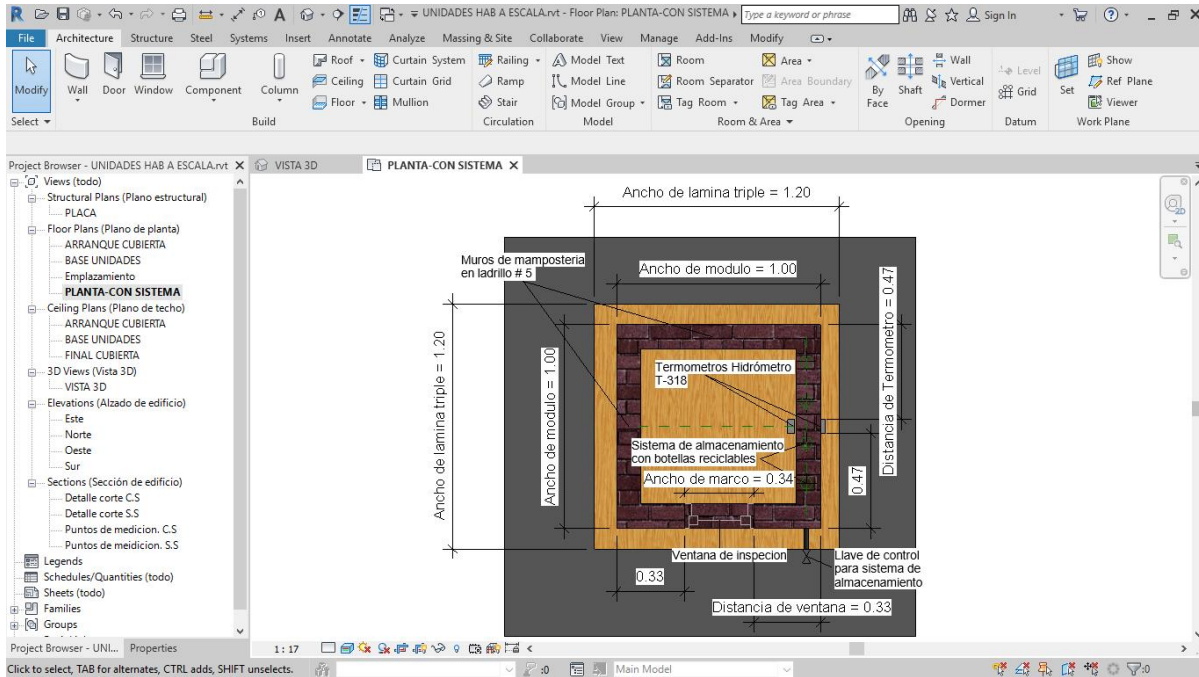 UNIDADES HAB A ESCALA.rvt - Floor Plan: PLANTA-CON SISTEMA
Type a keyword or phrase
Sign In
File Architecture Structure Steel Systems Insert Annotate Analyze Massing & Site Collaborate View Manage Add-Ins Modify
Modify
Wall
Door
Window
Component
Column
Roof
Ceiling
Floor
Curtain System
Curtain Grid
Mullion
Railing
Ramp
Stair
Model Text
Model Line
Model Group
Room
Room Separator
Tag Room
Area
Area Boundary
Tag Area
By
Face
Shaft
Wall
Vertical
Dormer
Level
Grid
Set
Show
Ref Plane
Viewer
Select
Build
Circulation
Model
Room & Area
Opening
Datum
Work Plane
Project Browser - UNIDADES HAB A ESCALA.rvt
VISTA 3D
PLANTA-CON SISTEMA
Views (todo)
Structural Plans (Plano estructural)
PLACA
Floor Plans (Plano de planta)
ARRANQUE CUBIERTA
BASE UNIDADES
Emplazamiento
PLANTA-CON SISTEMA
Ceiling Plans (Plano de techo)
ARRANQUE CUBIERTA
BASE UNIDADES
FINAL CUBIERTA
3D Views (Vista 3D)
VISTA 3D
Elevations (Alzado de edificio)
Este
Norte
Oeste
Sur
Sections (Sección de edificio)
Detalle corte C.S
Detalle corte S.S
Puntos de medicion. C.S
Puntos de meidicion. S.S
Legends
Schedules/Quantities (todo)
Sheets (todo)
Families
Groups
Ancho de lamina triple = 1.20
Muros de mamposteria
en ladrillo # 5
Ancho de modulo = 1.00
Distancia de Termometro = 0.47
Ancho de lamina triple = 1.20
Ancho de modulo = 1.00
Termometros Hidrómetro
T-318
Sistema de almacenamiento
con botellas reciclables
Ancho de marco = 0.34
0.47
Ventana de inspecion
Llave de control
para sistema de
almacenamiento
0.33
Distancia de ventana = 0.33
2D
Project Browser - UNI... Properties
1 : 17
Click to select, TAB for alternates, CTRL adds, SHIFT unselects.
:0
Main Model
:0